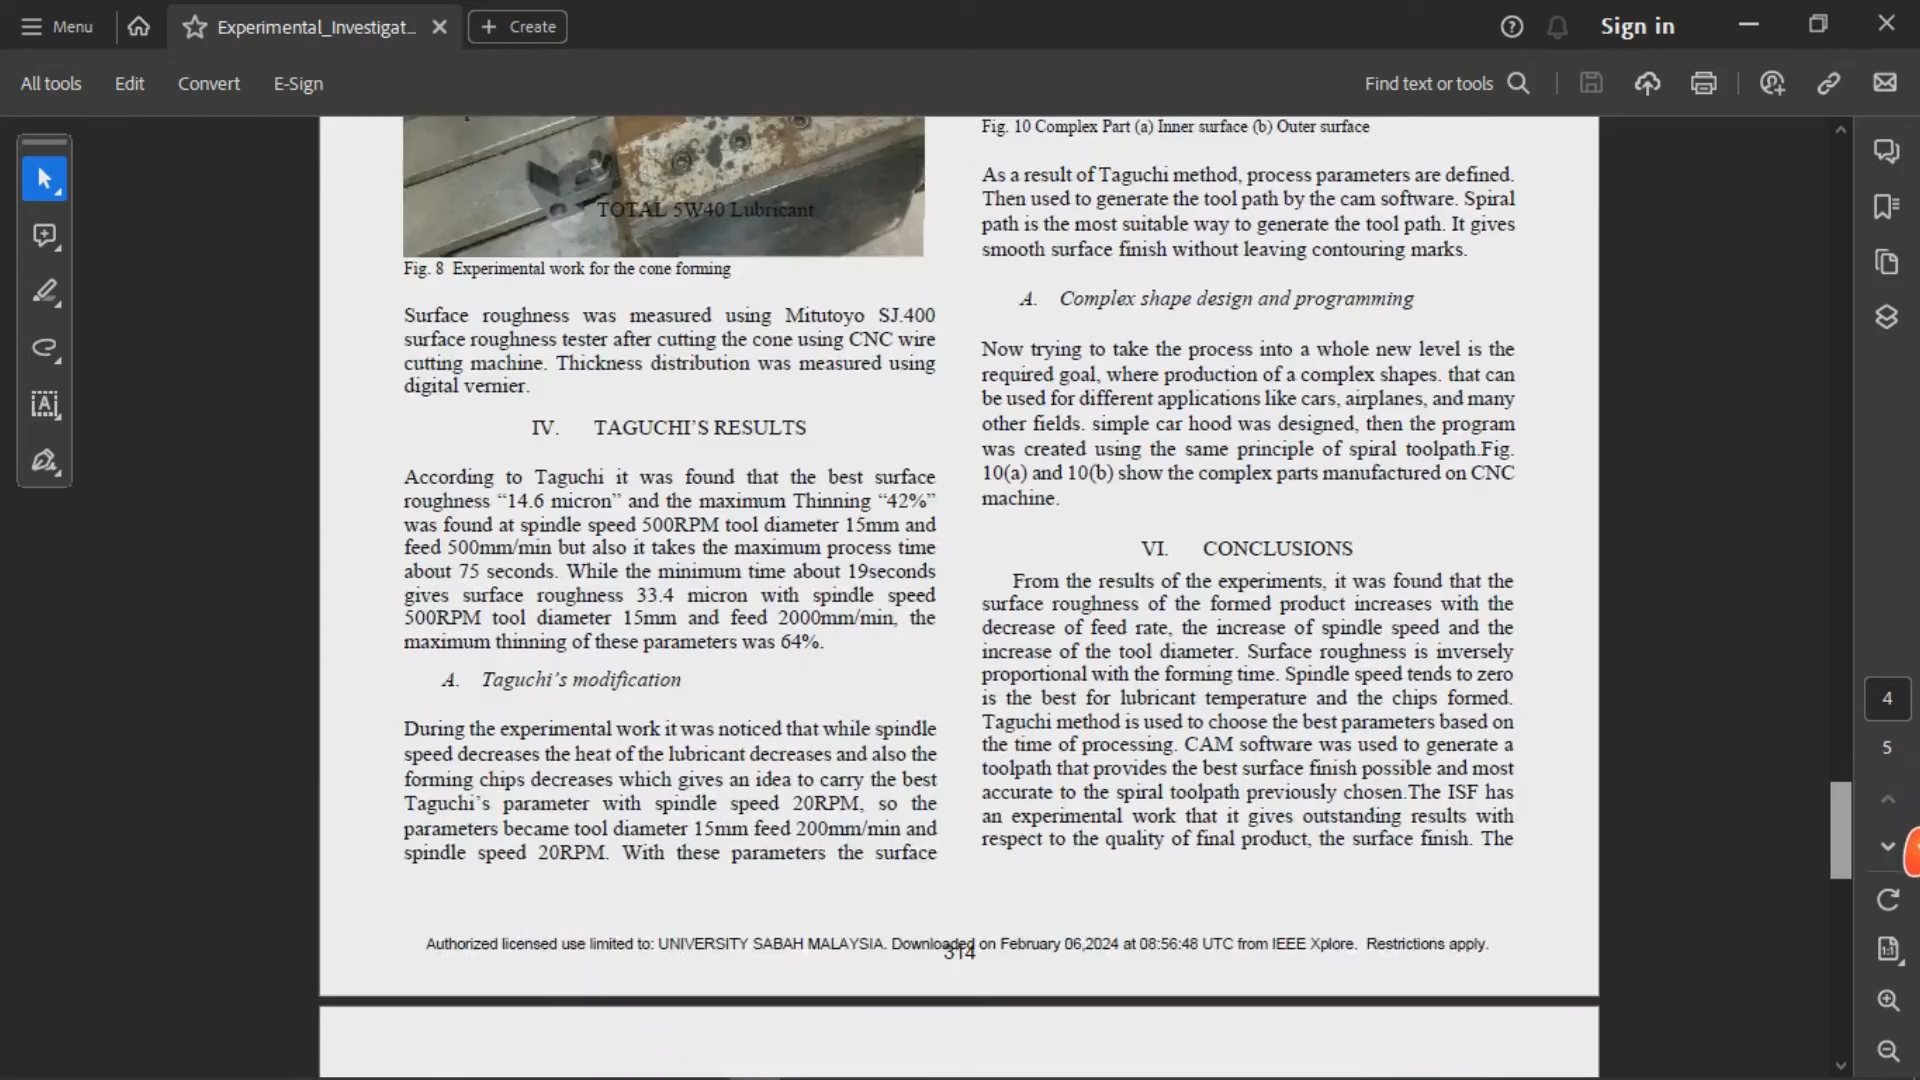 Menu
Experimental_Investigat...
Create
Sign in
All tools
Edit
Convert
E-Sign
Find text or tools
TOTAL 5W40 Lubricant
Fig. 8 Experimental work for the cone forming
Surface roughness was measured using Mitutoyo SJ.400
surface roughness tester after cutting the cone using CNC wire
cutting machine. Thickness distribution was measured using
digital vernier.
IV. TAGUCHI'S RESULTS
According to Taguchi it was found that the best surface
roughness “14.6 micron” and the maximum Thinning “42%”
was found at spindle speed 500RPM tool diameter 15mm and
feed 500mm/min but also it takes the maximum process time
about 75 seconds. While the minimum time about 19seconds
gives surface roughness 33.4 micron with spindle speed
500RPM tool diameter 15mm and feed 2000mm/min, the
maximum thinning of these parameters was 64%.
A. Taguchi's modification
During the experimental work it was noticed that while spindle
speed decreases the heat of the lubricant decreases and also the
forming chips decreases which gives an idea to carry the best
Taguchi's parameter with spindle speed 20RPM, so the
parameters became tool diameter 15mm feed 200mm/min and
spindle speed 20RPM. With these parameters the surface
Fig. 10 Complex Part (a) Inner surface (b) Outer surface
As a result of Taguchi method, process parameters are defined.
Then used to generate the tool path by the cam software. Spiral
path is the most suitable way to generate the tool path. It gives
smooth surface finish without leaving contouring marks.
A. Complex shape design and programming
Now trying to take the process into a whole new level is the
required goal, where production of a complex shapes. that can
be used for different applications like cars, airplanes, and many
other fields. simple car hood was designed, then the program
was created using the same principle of spiral toolpath.Fig.
10(a) and 10(b) show the complex parts manufactured on CNC
machine.
VI. CONCLUSIONS
From the results of the experiments, it was found that the
surface roughness of the formed product increases with the
decrease of feed rate, the increase of spindle speed and the
increase of the tool diameter. Surface roughness is inversely
proportional with the forming time. Spindle speed tends to zero
is the best for lubricant temperature and the chips formed.
Taguchi method is used to choose the best parameters based on
the time of processing. CAM software was used to generate a
toolpath that provides the best surface finish possible and most
accurate to the spiral toolpath previously chosen.The ISF has
an experimental work that it gives outstanding results with
respect to the quality of final product, the surface finish. The
Authorized licensed use limited to: UNIVERSITY SABAH MALAYSIA. Downloaded on February 06,2024 at 08:56:48 UTC from IEEE Xplore. Restrictions apply.
314
4
5